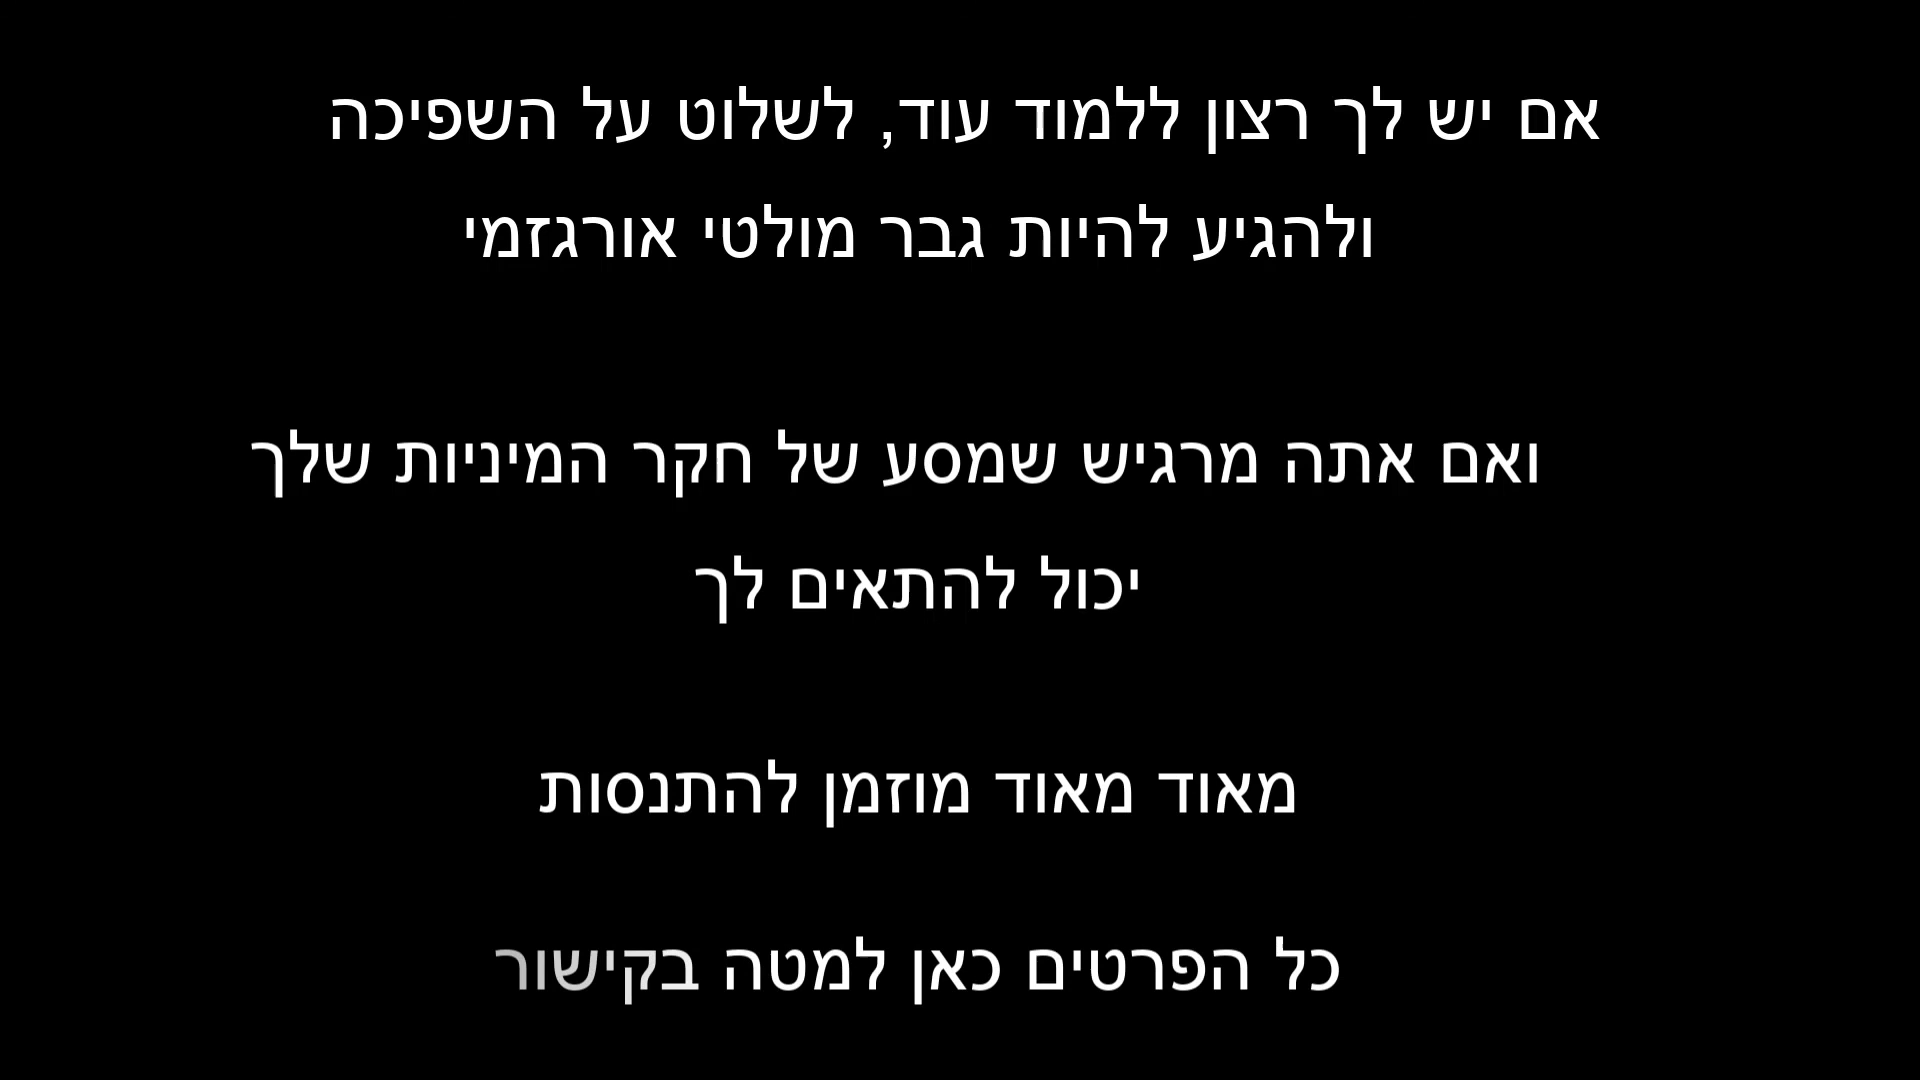 אם יש לך רצון ללמוד עוד, לשלוט על השפיכה
ולהגיע להיות גבר מולטי אורגזמי
ואם אתה מרגיש שמסע של חקר המיניות שלך
יכול להתאים לך
מאוד מאוד מוזמן להתנסות
כל הפרטים כאן למטה בקישור